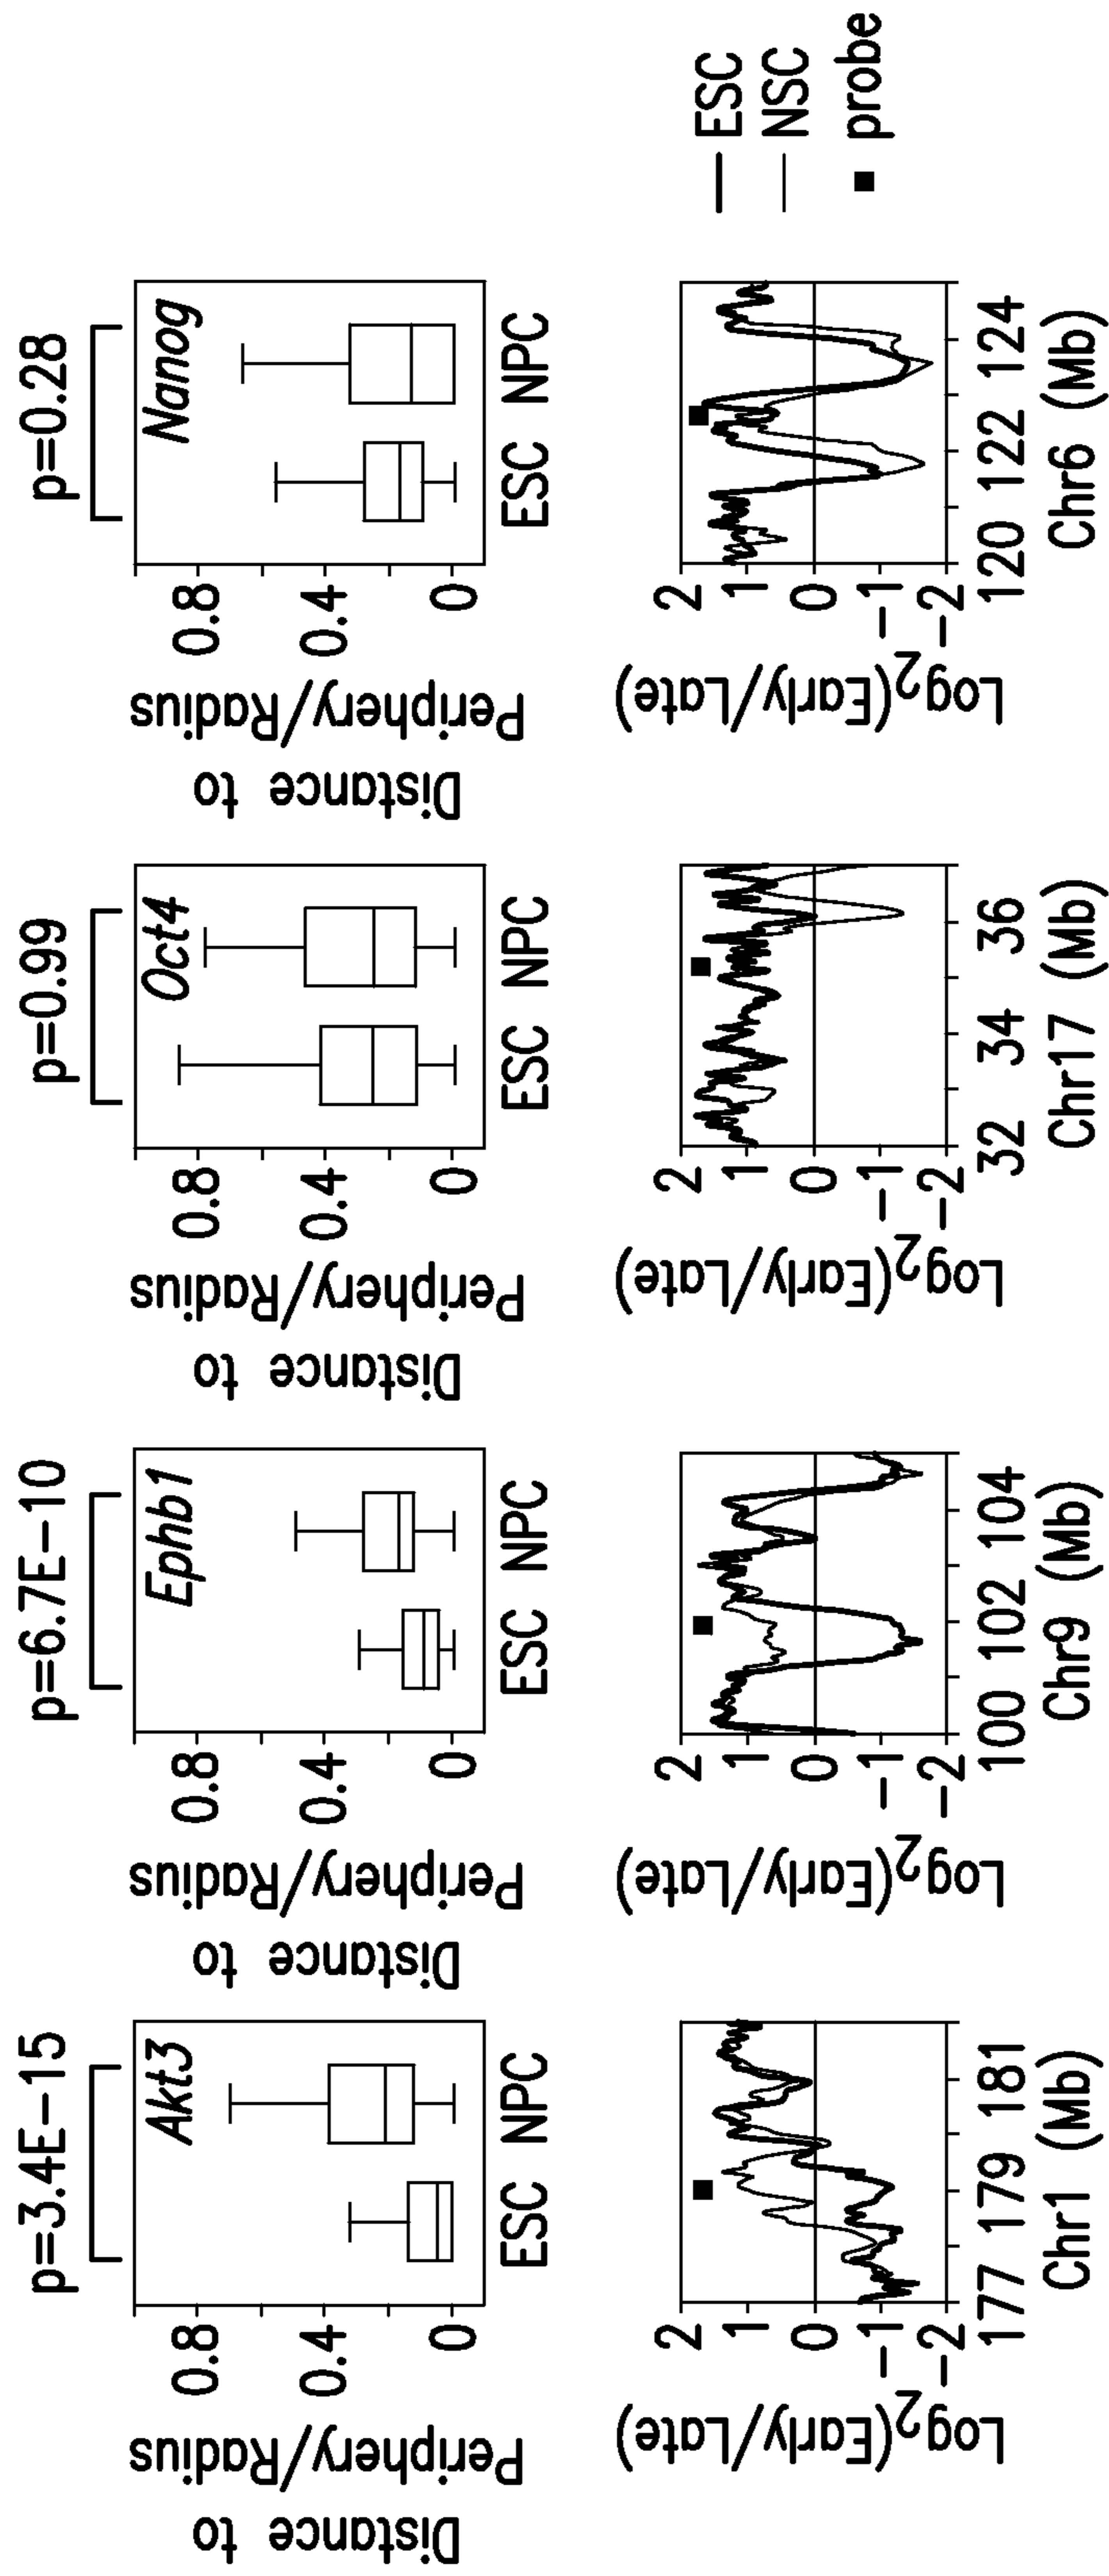 p=3.4E-15
Akt3
Distance to
Periphery/Radius
0.8
0.4
0
ESC NPC
p=6.7E-10
Ephb1
Distance to
Periphery/Radius
0.8
0.4
0
ESC NPC
p=0.99
Oct4
Distance to
Periphery/Radius
0.8
0.4
0
ESC NPC
p=0.28
Nanog
Distance to
Periphery/Radius
0.8
0.4
0
ESC NPC
Log2(Early/Late)
2
1
0
-1
-2
177 179 181
Chr1 (Mb)
Log2(Early/Late)
2
1
0
-1
-2
100 102 104
Chr9 (Mb)
Log2(Early/Late)
2
1
0
-1
-2
32 34 36
Chr17 (Mb)
Log2(Early/Late)
2
1
0
-1
-2
120 122 124
Chr6 (Mb)
ESC
NSC
probe